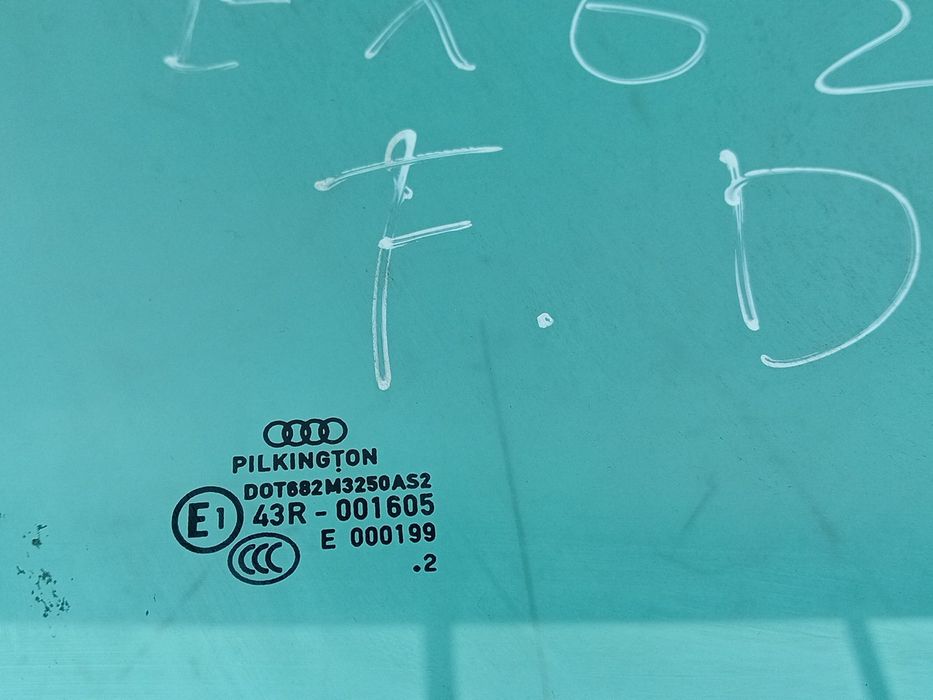 F.D
PILKINGTON
DOT682M3250AS2
E1 43R - 001605
E 000199
CCC
.2